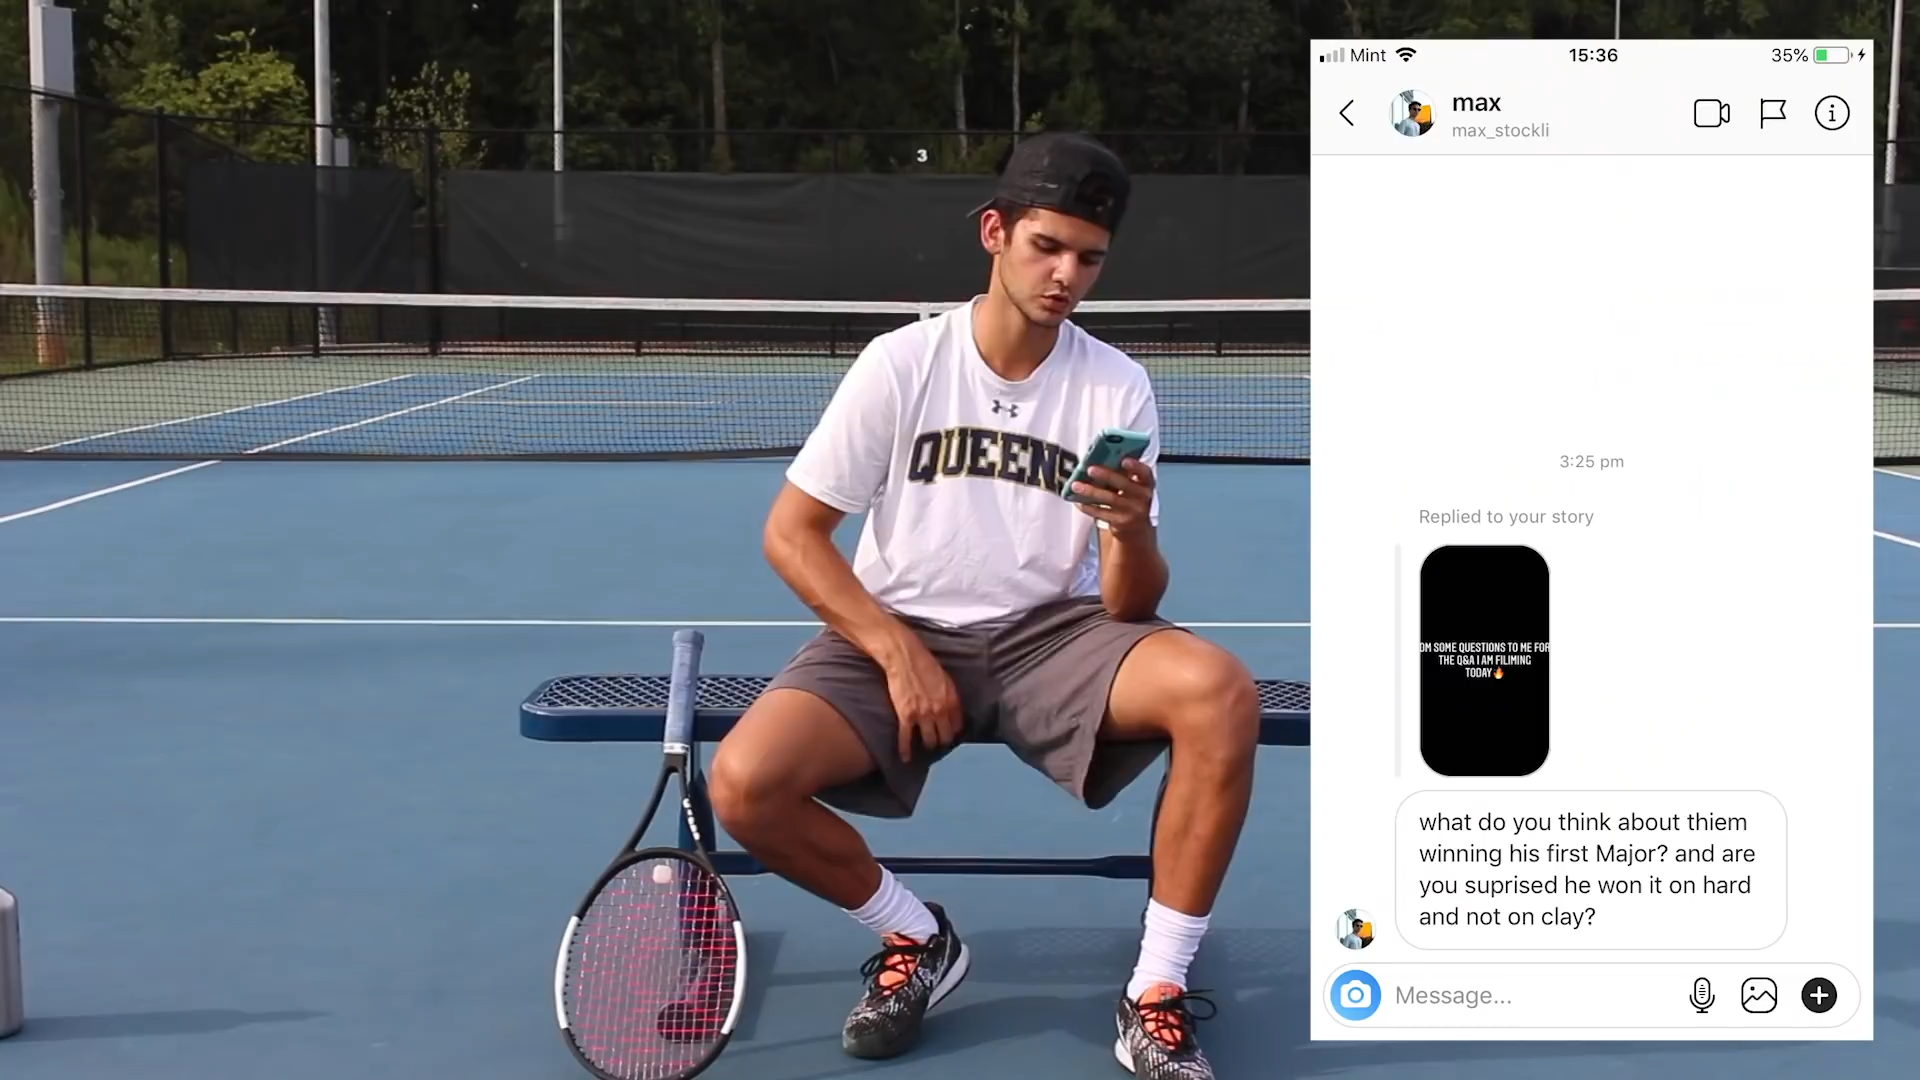 3
QUEENS
Mint
15:36
35%
max
max_stockli
3:25 pm
Replied to your story
DM SOME QUESTIONS TO ME FOR
THE Q&A I AM FILIMING
TODAY🔥
what do you think about thiem
winning his first Major? and are
you suprised he won it on hard
and not on clay?
Message...